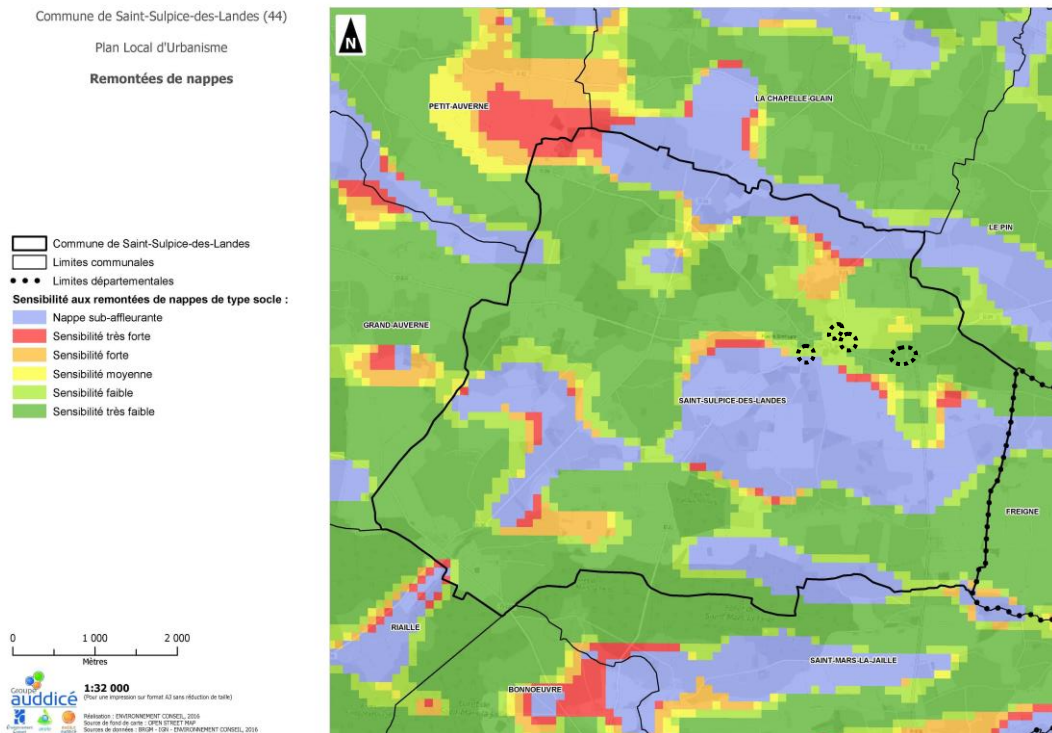 Commune de Saint-Sulpice-des-Landes (44)
Plan Local d'Urbanisme
Remontées de nappes
Commune de Saint-Sulpice-des-Landes
Limites communales
Limites départementales
Sensibilité aux remontées de nappes de type socle :
Nappe sub-affleurante
Sensibilité très forte
Sensibilité forte
Sensibilité moyenne
Sensibilité faible
Sensibilité très faible
0 1 000 2 000
Mètres
Groupe
auddicé
1:32 000
(Pour une impression sur format A3 sans réduction de taille)
Réalisation : ENVIRONNEMENT CONSEIL, 2016
Source de fond de carte : OPEN STREET MAP
Sources de données : BRGM - IGN - ENVIRONNEMENT CONSEIL, 2016
N
PETIT-AUVERNE
LA CHAPELLE-GLAIN
LE PIN
GRAND-AUVERNE
SAINT-SULPICE-DES-LANDES
FREIGNE
RIAILLE
SAINT-MARS-LA-JAILLE
BONNOEUVRE